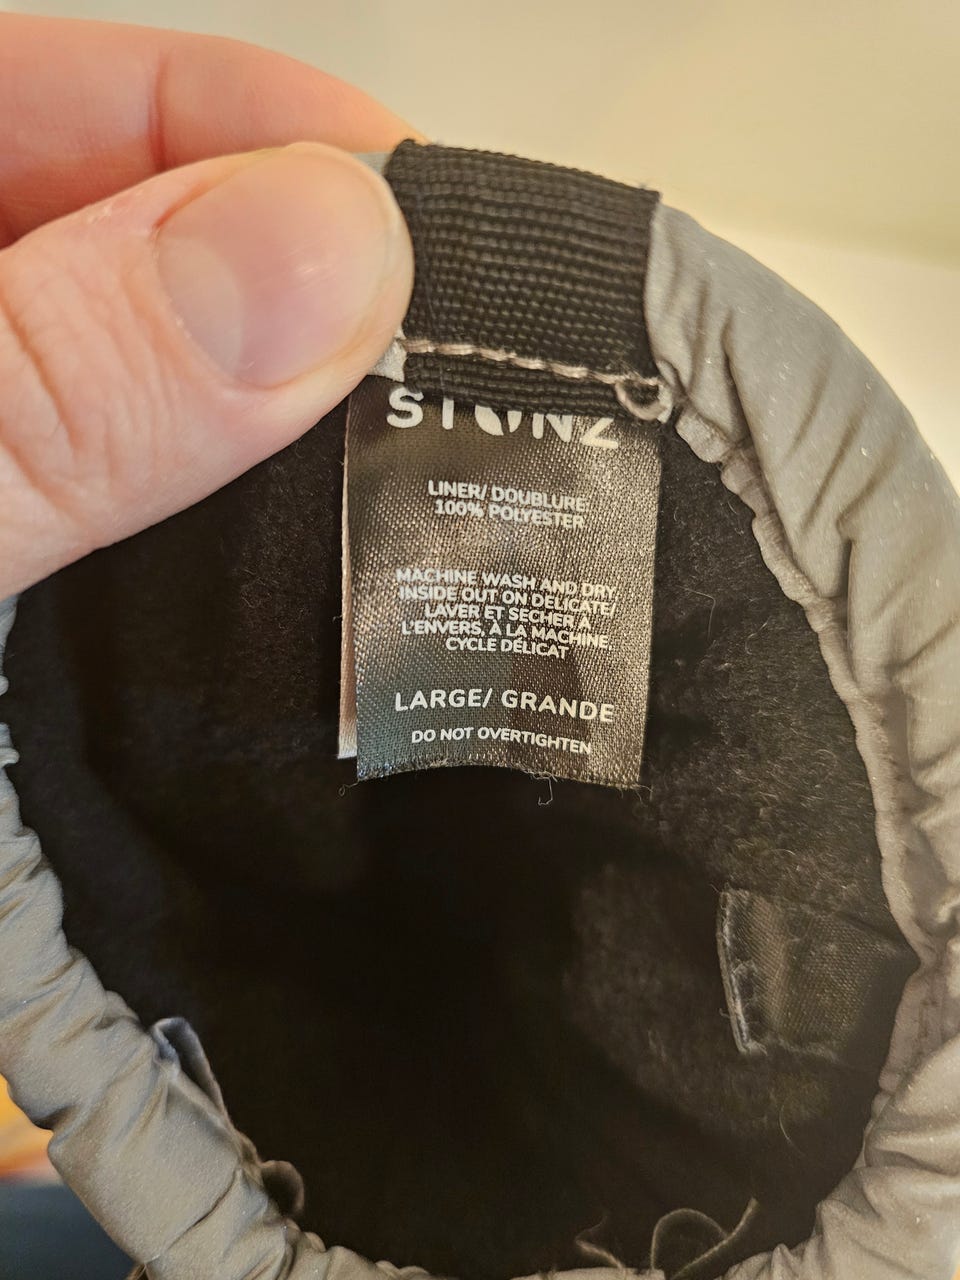 STONZ
LINER/ DOUBLURE
100% POLYESTER
MACHINE WASH AND DRY
INSIDE OUT ON DELICATE/
LAVER ET SECHER À
L'ENVERS, À LA MACHINE,
CYCLE DÉLICAT
LARGE/ GRANDE
DO NOT OVERTIGHTEN